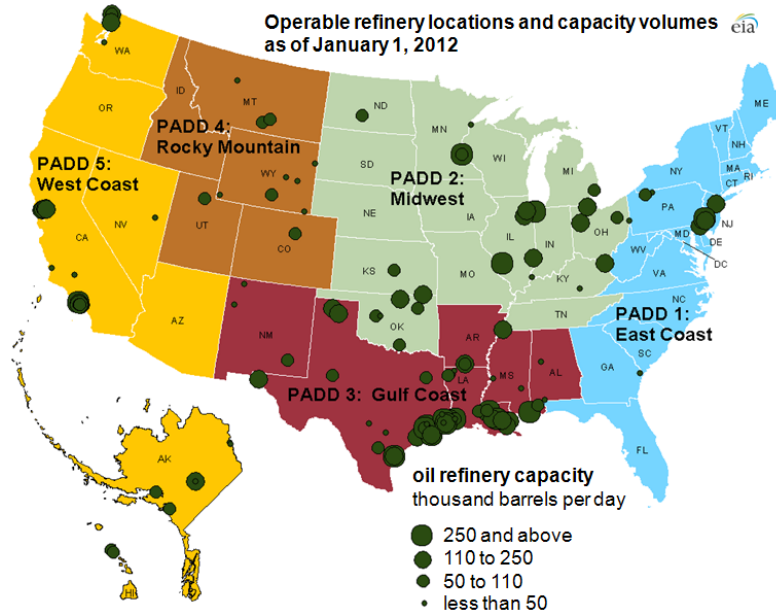 Operable refinery locations and capacity volumes
as of January 1, 2012
eia
WA
OR
CA
NV
AZ
ID
MT
WY
UT
CO
ND
SD
NE
KS
OK
MN
IA
MO
WI
IL
IN
MI
OH
KY
TN
NM
AR
LA
MS
AL
ME
VT
NH
MA
RI
CT
NY
PA
NJ
MD
DE
DC
WV
VA
NC
SC
GA
FL
AK
HI
PADD 4:
Rocky Mountain
PADD 5:
West Coast
PADD 2:
Midwest
PADD 1:
East Coast
PADD 3: Gulf Coast
oil refinery capacity
thousand barrels per day
250 and above
110 to 250
50 to 110
less than 50